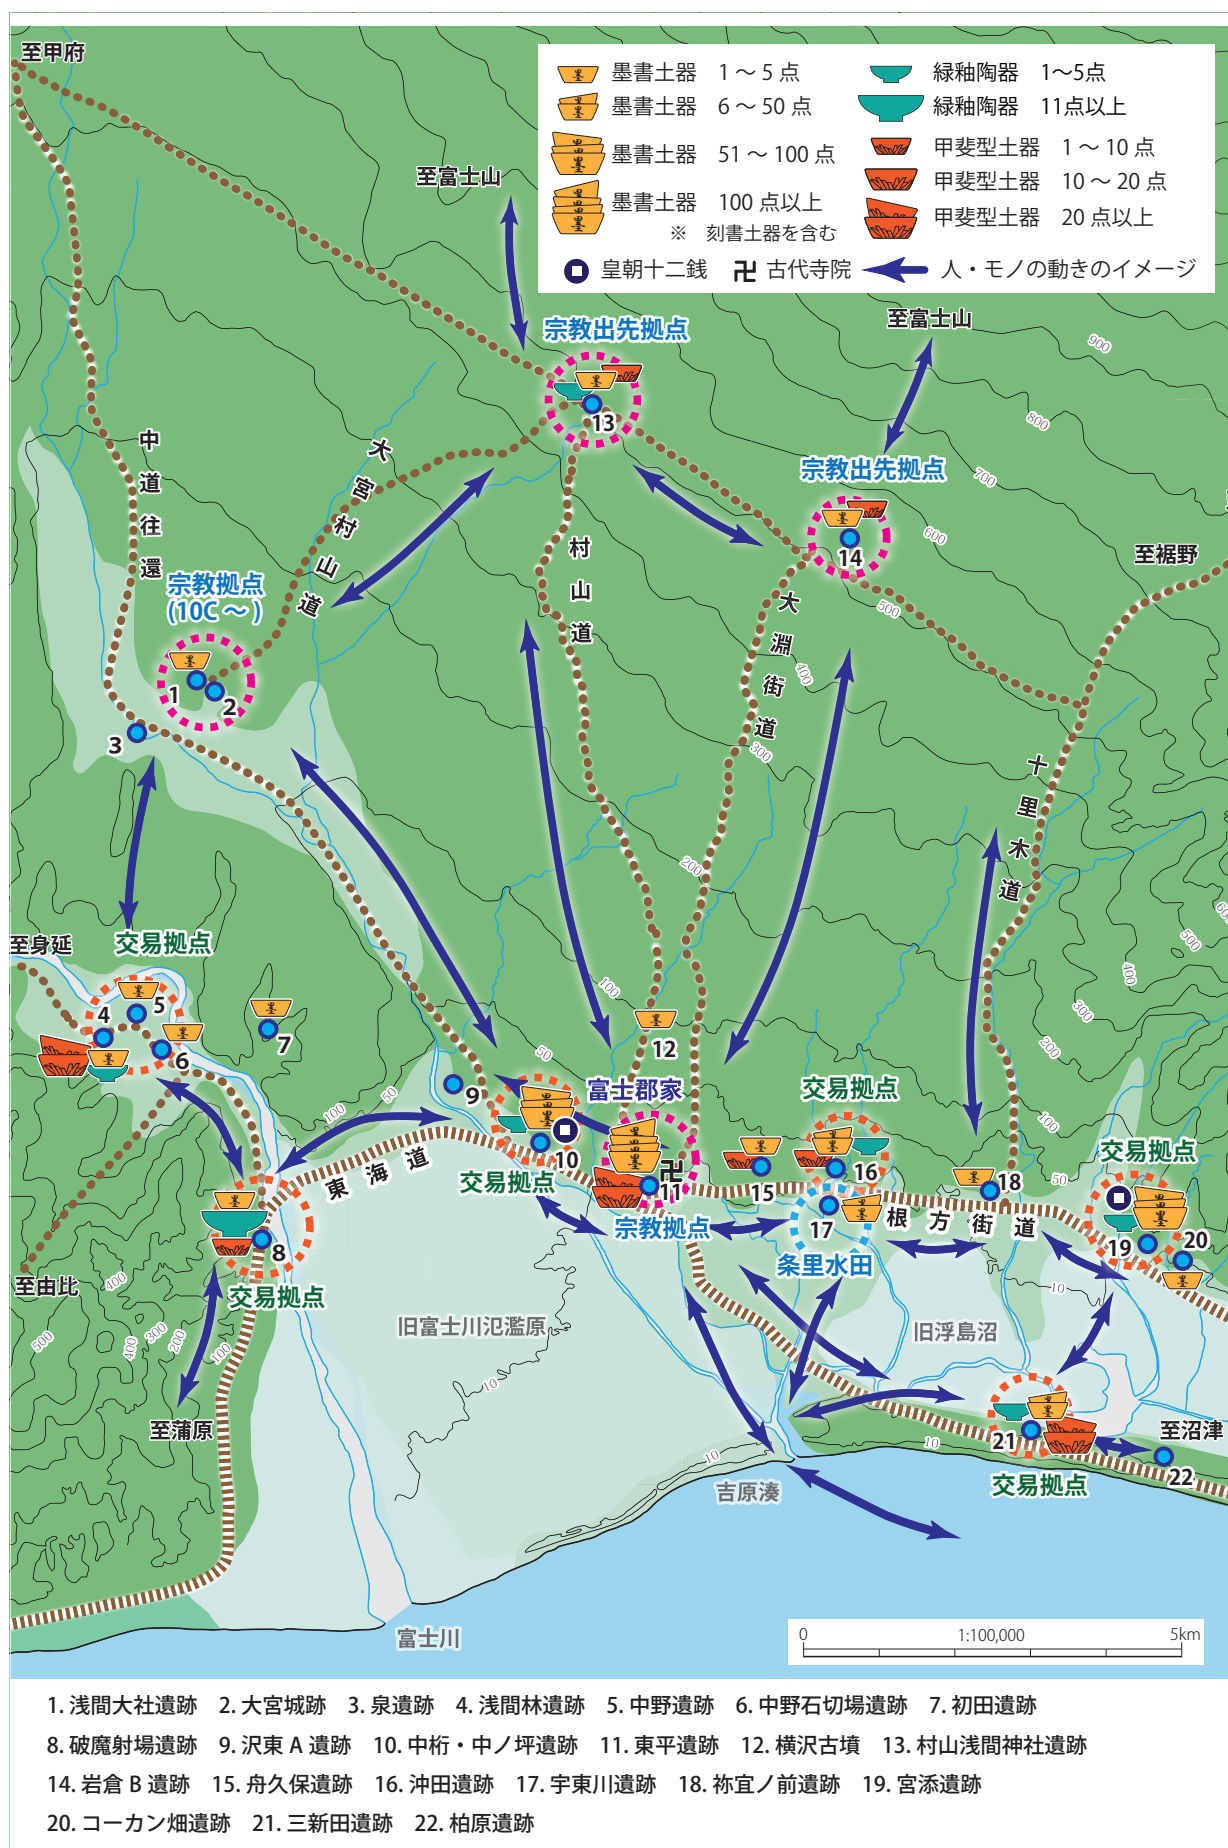 至甲府
墨書土器 1～5点
緑釉陶器 1～5点
墨書土器 6～50点
緑釉陶器 11点以上
墨書土器 51～100点
甲斐型土器 1～10点
甲斐型土器 10～20点
墨書土器 100点以上
甲斐型土器 20点以上
※ 刻書土器を含む
皇朝十二銭
古代寺院
人・モノの動きのイメージ
至富士山
至富士山
宗教出先拠点
13
900
800
700
600
500
400
300
200
100
50
宗教出先拠点
14
至裾野
中道往還
大宮村山道
村山道
大淵街道
十里木道
宗教拠点
(10C～)
1
2
3
至身延
交易拠点
4
5
6
7
12
9
100
50
600
500
400
300
200
100
50
富士郡家
交易拠点
交易拠点
10
卍
11
15
16
17
18
19
20
東海道
交易拠点
宗教拠点
根方街道
条里水田
8
交易拠点
至由比
400
500
400
300
200
100
旧富士川氾濫原
10
旧浮島沼
10
至蒲原
21
交易拠点
至沼津
22
10
10
吉原湊
富士川
0 1:100,000 5km
1. 浅間大社遺跡 2. 大宮城跡 3. 泉遺跡 4. 浅間林遺跡 5. 中野遺跡 6. 中野石切場遺跡 7. 初田遺跡
8. 破魔射場遺跡 9. 沢東A遺跡 10. 中桁・中ノ坪遺跡 11. 東平遺跡 12. 横沢古墳 13. 村山浅間神社遺跡
14. 岩倉B遺跡 15. 舟久保遺跡 16. 沖田遺跡 17. 宇東川遺跡 18. 祢宜ノ前遺跡 19. 宮添遺跡
20. コーカン畑遺跡 21. 三新田遺跡 22. 柏原遺跡